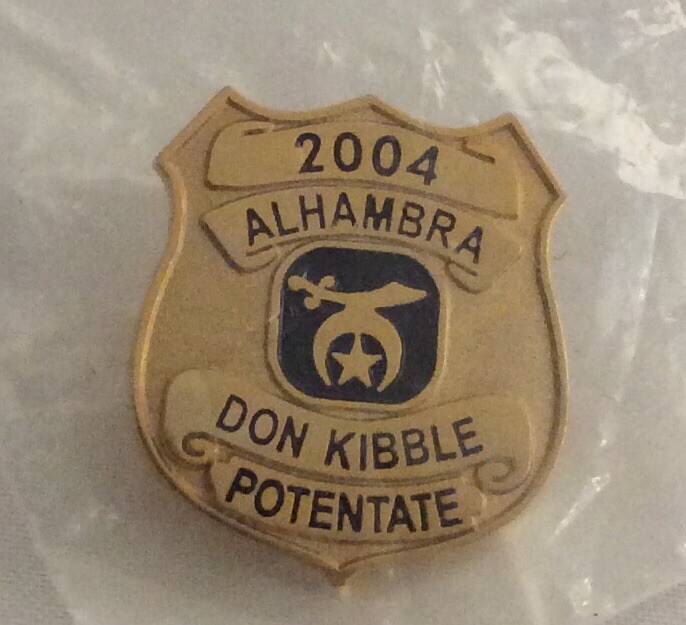 2004
ALHAMBRA
DON KIBBLE
POTENTATE